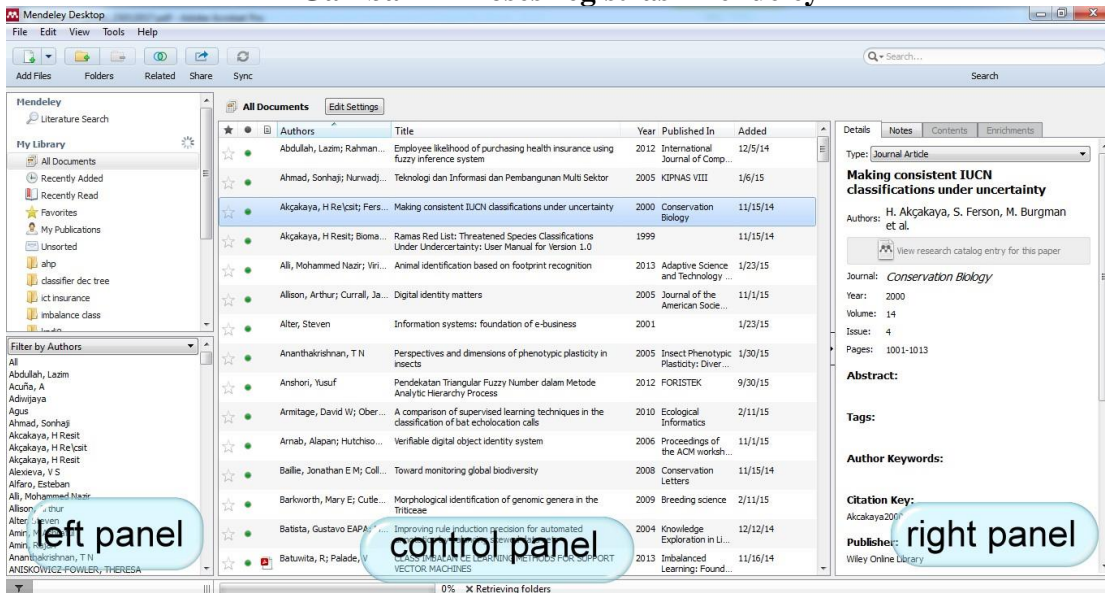 Mendeley Desktop
File Edit View Tools Help
Add Files Folders Related Share Sync
Search...
Search
Mendeley
Literature Search
My Library
All Documents
Recently Added
Recently Read
Favorites
My Publications
Unsorted
ahp
classifier dec tree
ict insurance
imbalance class
Filter by Authors
All
Abdullah, Lazim
Acuña, A
Adiwijaya
Agus
Ahmad, Sonhaji
Akcakaya, H Resit
Akçakaya, H Re\csit
Akçakaya, H Resit
Alexieva, V S
Alfaro, Esteban
Ali, Mohammed Nazir
Amin,
Ananthakrishnan, T N
ANISKOWICZ-FOWLER, THERESA
left panel
All Documents Edit Settings
Authors Title Year Published In Added
Abdullah, Lazim; Rahman... Employee likelihood of purchasing health insurance using 2012 International 12/5/14
fuzzy inference system Journal of Comp...
Ahmad, Sonhaji; Nurwadj... Teknologi dan Informasi dan Pembangunan Multi Sektor 2005 KIPNAS VIII 1/6/15
Akçakaya, H Re\csit; Fers... Making consistent IUCN classifications under uncertainty 2000 Conservation 11/15/14
Biology
Akçakaya, H Resit; Bioma... Ramas Red List: Threatened Species Classifications 1999 11/15/14
Under Undercertainty: User Manual for Version 1.0
Ali, Mohammed Nazir; Viri... Animal identification based on footprint recognition 2013 Adaptive Science 1/23/15
and Technology ...
Allison, Arthur; Currall, Ja... Digital identity matters 2005 Journal of the 11/1/15
American Socie...
Alter, Steven Information systems: foundation of e-business 2001 1/23/15
Ananthakrishnan, T N Perspectives and dimensions of phenotypic plasticity in 2005 Insect Phenotypic 1/30/15
insects Plasticity: Diver...
Anshori, Yusuf Pendekatan Triangular Fuzzy Number dalam Metode 2012 FORISTEK 9/30/15
Analytic Hierarchy Process
Armitage, David W; Ober... A comparison of supervised learning techniques in the 2010 Ecological 2/11/15
classification of bat echolocation calls Informatics
Arnab, Alapan; Hutchiso... Verifiable digital object identity system 2006 Proceedings of 11/1/15
the ACM worksh...
Baillie, Jonathan E M; Coll... Toward monitoring global biodiversity 2008 Conservation 11/15/14
Letters
Barkworth, Mary E; Cutle... Morphological identification of genomic genera in the 2009 Breeding science 2/11/15
Triticeae
Batista, Gustavo EAPA; Improving rule induction precision for automated 2004 Knowledge 12/12/14
Exploration in Li...
Batuwita, R; Palade, V CLASS IMBALANCE LEARNING METHODS FOR SUPPORT 2013 Imbalanced 11/16/14
VECTOR MACHINES Learning: Found...
control panel
Details Notes Contents Enrichments
Type: Journal Article
Making consistent IUCN
classifications under uncertainty
Authors: H. Akçakaya, S. Ferson, M. Burgman
et al.
View research catalog entry for this paper
Journal: Conservation Biology
Year: 2000
Volume: 14
Issue: 4
Pages: 1001-1013
Abstract:
Tags:
Author Keywords:
Citation Key:
Publisher:
Wiley Online Library
right panel
0% Retrieving folders